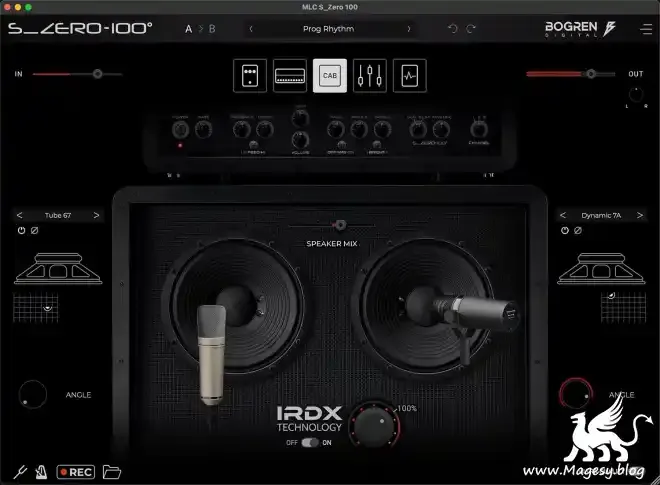 MLC S_Zero 100
S_ZERO-100°
A > B
Prog Rhythm
BOGREN
DIGITAL
IN
CAB
OUT
L R
SPEAKER MIX
< Tube 67 >
< Dynamic 7A >
ANGLE
ANGLE
IRDX
TECHNOLOGY
100%
OFF ON
REC
www.Magesy.blog